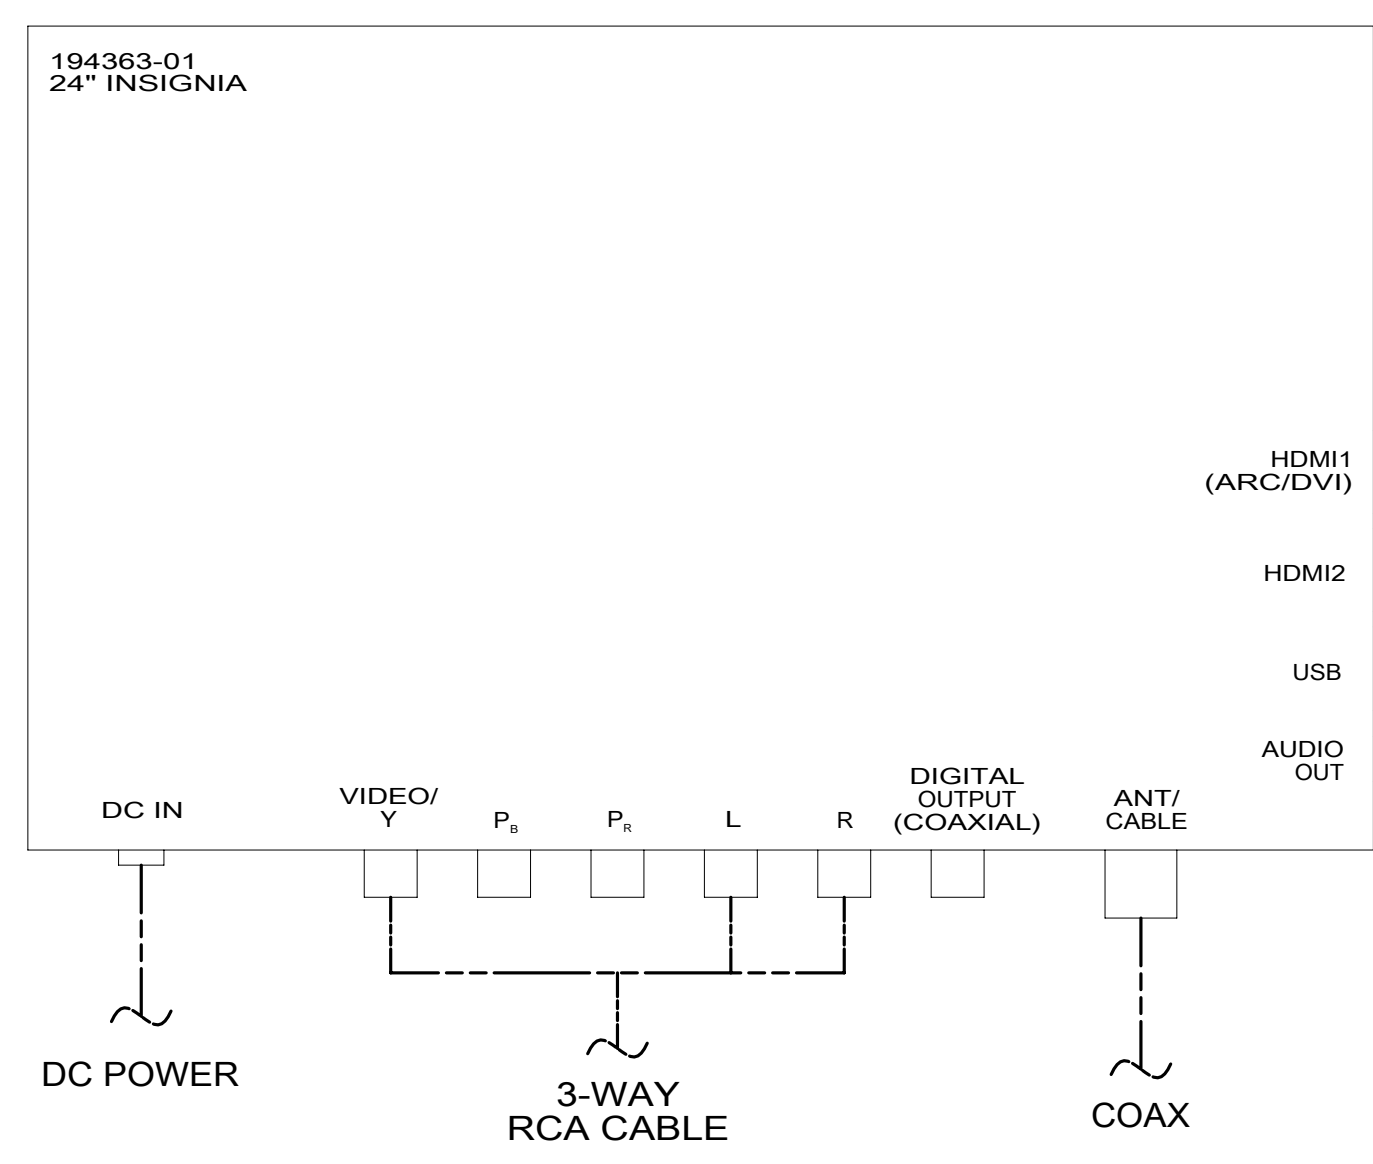 194363-01
24" INSIGNIA
HDMI1
(ARC/DVI)
HDMI2
USB
AUDIO
OUT
DC IN
VIDEO/
Y
PB
PR
L
R
DIGITAL
OUTPUT
(COAXIAL)
ANT/
CABLE
DC POWER
3-WAY
RCA CABLE
COAX